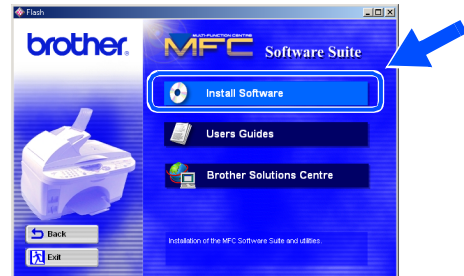 Flash
brother.
MULTI-FUNCTION CENTRE
MFC Software Suite
Install Software
Users Guides
Brother Solutions Centre
Back
Exit
Installation of the MFC Software Suite and utilities.